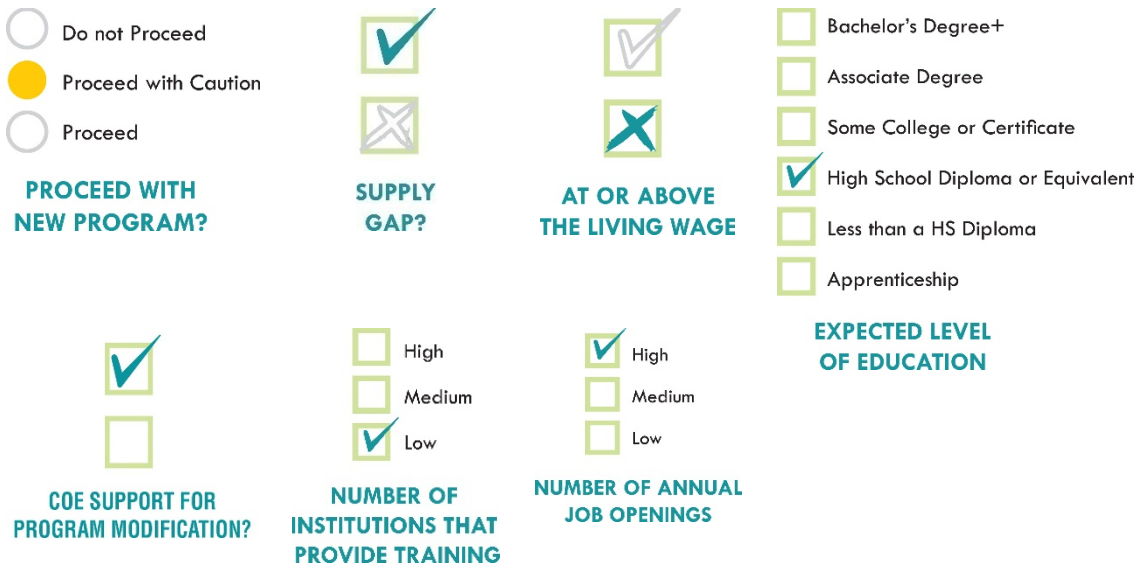 Do not Proceed
Proceed with Caution
Proceed
PROCEED WITH
NEW PROGRAM?
SUPPLY
GAP?
AT OR ABOVE
THE LIVING WAGE
Bachelor's Degree+
Associate Degree
Some College or Certificate
High School Diploma or Equivalent
Less than a HS Diploma
Apprenticeship
EXPECTED LEVEL
OF EDUCATION
COE SUPPORT FOR
PROGRAM MODIFICATION?
High
Medium
Low
NUMBER OF
INSTITUTIONS THAT
PROVIDE TRAINING
High
Medium
Low
NUMBER OF ANNUAL
JOB OPENINGS